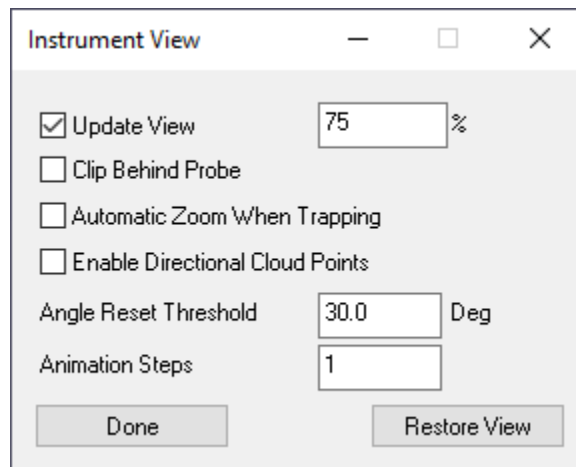 Instrument View
Update View 75 %
Clip Behind Probe
Automatic Zoom When Trapping
Enable Directional Cloud Points
Angle Reset Threshold 30.0 Deg
Animation Steps 1
Done Restore View